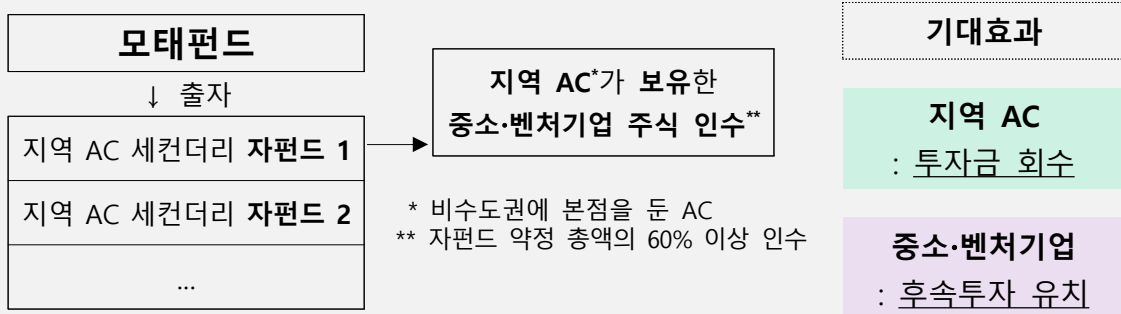 모태펀드
↓ 출자
지역 AC 세컨더리 자펀드 1
지역 AC 세컨더리 자펀드 2
...
지역 AC*가 보유한
중소·벤처기업 주식 인수**
* 비수도권에 본점을 둔 AC
** 자펀드 약정 총액의 60% 이상 인수
기대효과
지역 AC
: 투자금 회수
중소·벤처기업
: 후속투자 유치